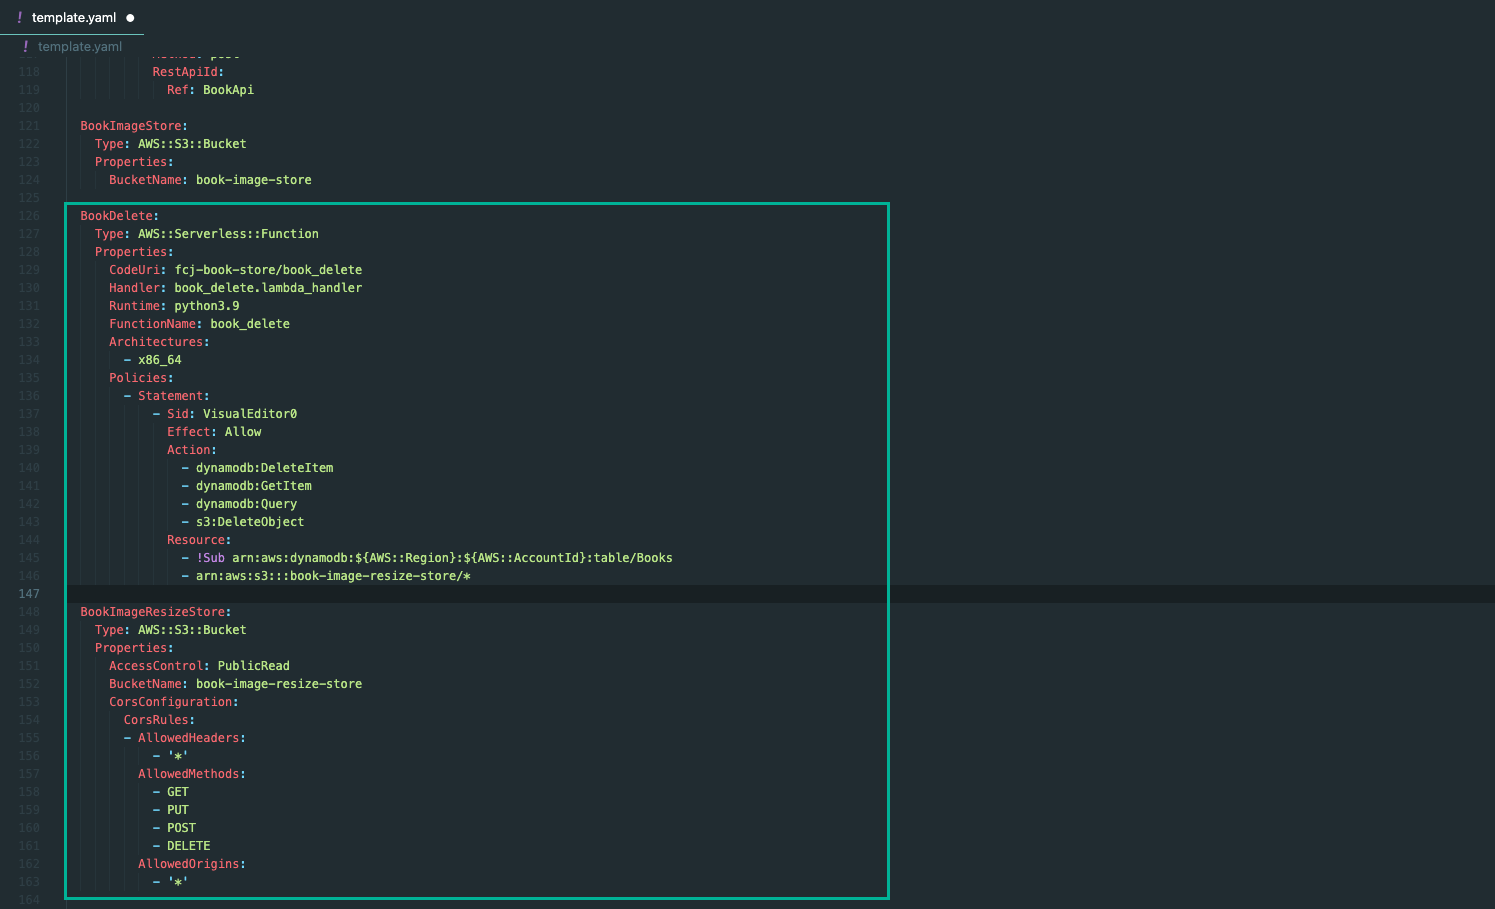 ! template.yaml ●
! template.yaml
118 RestApiId:
119 Ref: BookApi
120
121 BookImageStore:
122 Type: AWS::S3::Bucket
123 Properties:
124 BucketName: book-image-store
125
126 BookDelete:
127 Type: AWS::Serverless::Function
128 Properties:
129 CodeUri: fcj-book-store/book_delete
130 Handler: book_delete.lambda_handler
131 Runtime: python3.9
132 FunctionName: book_delete
133 Architectures:
134 - x86_64
135 Policies:
136 - Statement:
137 - Sid: VisualEditor0
138 Effect: Allow
139 Action:
140 - dynamodb:DeleteItem
141 - dynamodb:GetItem
142 - dynamodb:Query
143 - s3:DeleteObject
144 Resource:
145 - !Sub arn:aws:dynamodb:${AWS::Region}:${AWS::AccountId}:table/Books
146 - arn:aws:s3:::book-image-resize-store/*
147
148 BookImageResizeStore:
149 Type: AWS::S3::Bucket
150 Properties:
151 AccessControl: PublicRead
152 BucketName: book-image-resize-store
153 CorsConfiguration:
154 CorsRules:
155 - AllowedHeaders:
156 - '*'
157 AllowedMethods:
158 - GET
159 - PUT
160 - POST
161 - DELETE
162 AllowedOrigins:
163 - '*'
164